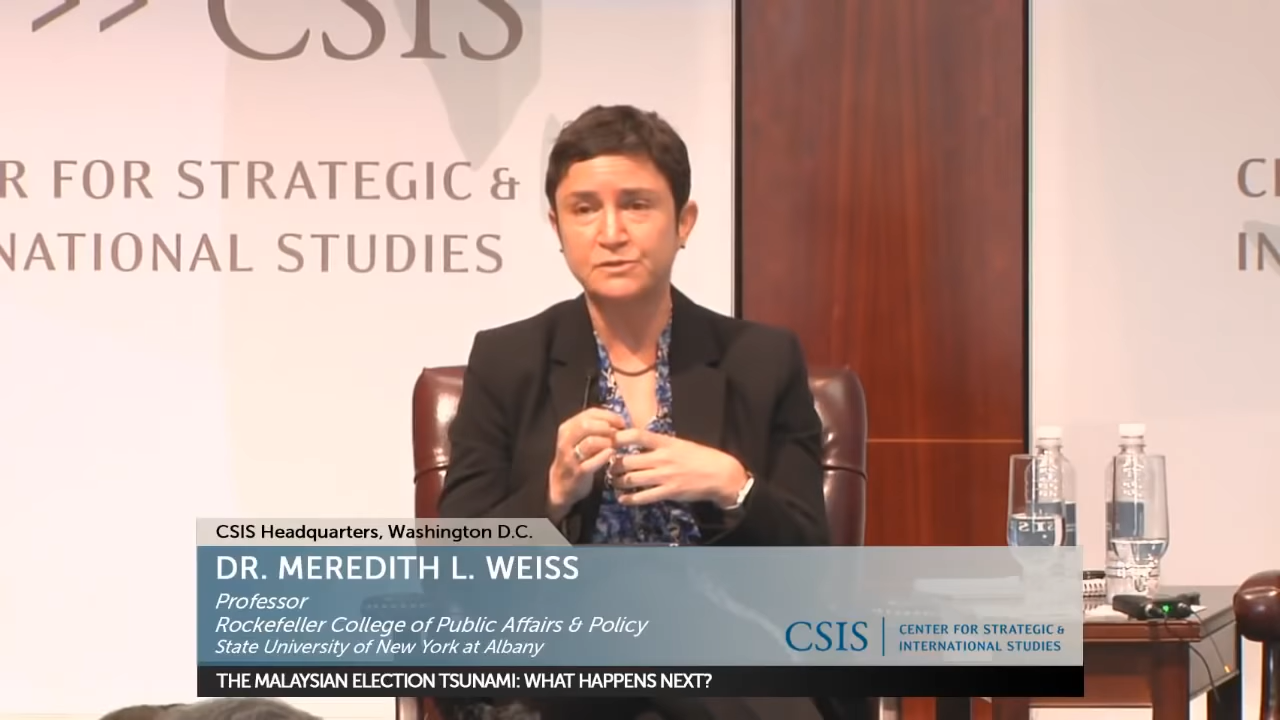 >> CSIS
R FOR STRATEGIC &
NATIONAL STUDIES
CSIS Headquarters, Washington D.C.
DR. MEREDITH L. WEISS
Professor
Rockefeller College of Public Affairs & Policy
State University of New York at Albany
CSIS
CENTER FOR STRATEGIC &
INTERNATIONAL STUDIES
THE MALAYSIAN ELECTION TSUNAMI: WHAT HAPPENS NEXT?